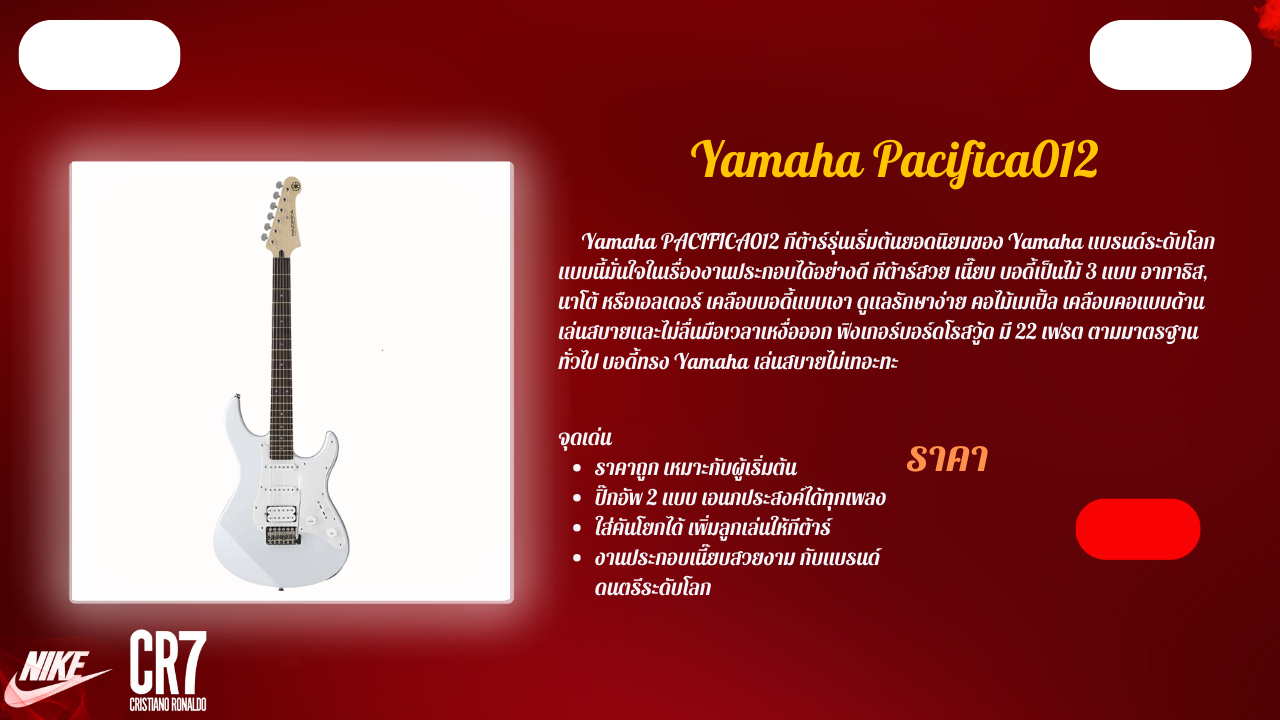 Yamaha Pacifica012
Yamaha PACIFICA012 กีต้าร์รุ่นเริ่มต้นยอดนิยมของ Yamaha แบรนด์ระดับโลก
แบบนี้มั่นใจในเรื่องงานประกอบได้อย่างดี กีต้าร์สวย เนี๊ยบ บอดี้เป็นไม้ 3 แบบ อากาธิส,
นาโต้ หรือเอลเดอร์ เคลือบบอดี้แบบเงา ดูแลรักษาง่าย คอไม้เมเปิ้ล เคลือบคอแบบด้าน
เล่นสบายและไม่ลื่นมือเวลาเหงื่อออก ฟิงเกอร์บอร์ดโรสวู้ด มี 22 เฟรต ตามมาตรฐาน
ทั่วไป บอดี้ทรง Yamaha เล่นสบายไม่เทอะทะ
จุดเด่น
• ราคาถูก เหมาะกับผู้เริ่มต้น
• ปิ๊กอัพ 2 แบบ เอนกประสงค์ได้ทุกเพลง
• ใส่คันโยกได้ เพิ่มลูกเล่นให้กีต้าร์
• งานประกอบเนี๊ยบสวยงาม กับแบรนด์
ดนตรีระดับโลก
ราคา
NIKE
CR7
CRISTIANO RONALDO